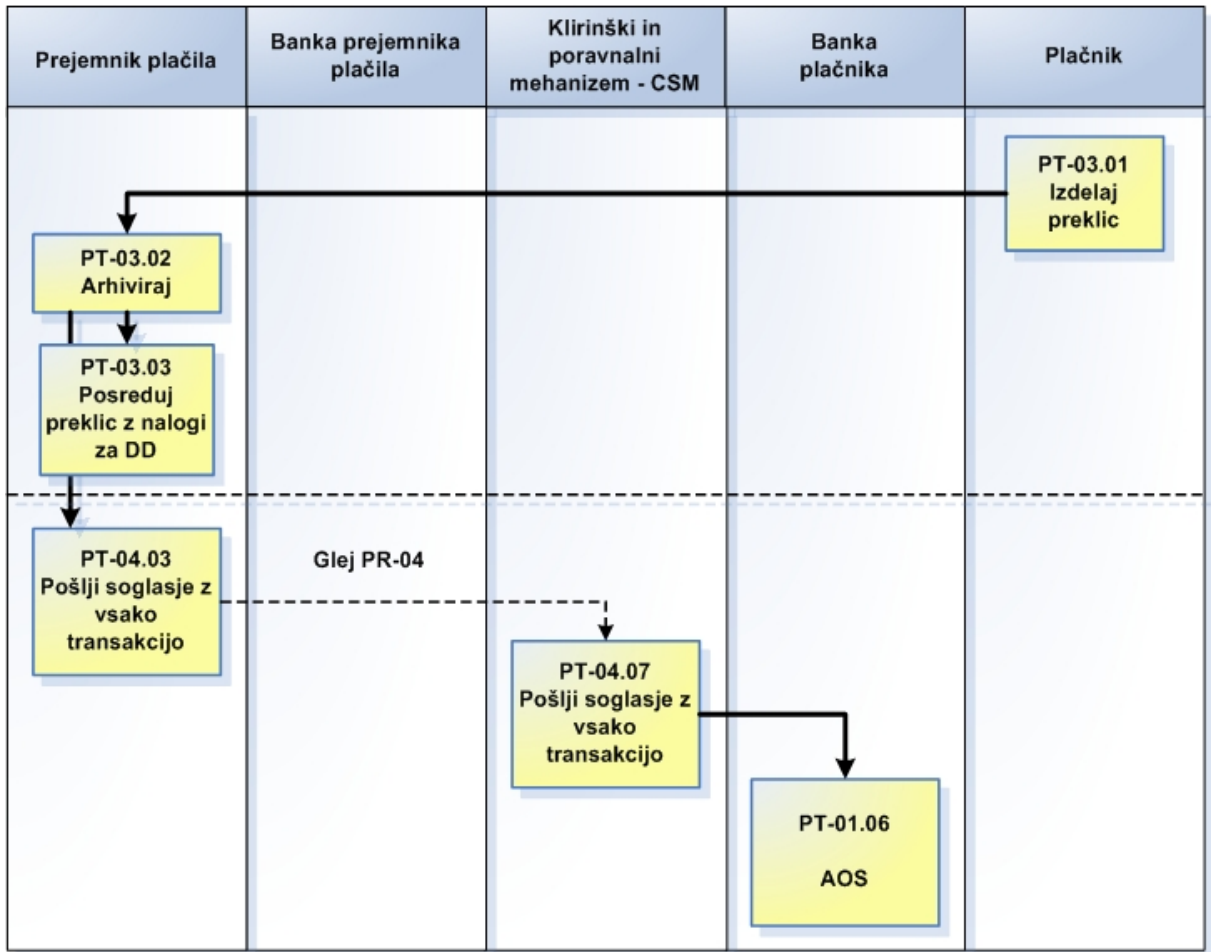 Prejemnik plačila
Banka prejemnika
plačila
Klirinški in
poravnalni
mehanizem - CSM
Banka
plačnika
Plačnik
PT-03.01
Izdelaj
preklic
PT-03.02
Arhiviraj
PT-03.03
Posreduj
preklic z nalogi
za DD
PT-04.03
Pošlji soglasje z
vsako
transakcijo
Glej PR-04
PT-04.07
Pošlji soglasje z
vsako
transakcijo
PT-01.06
AOS